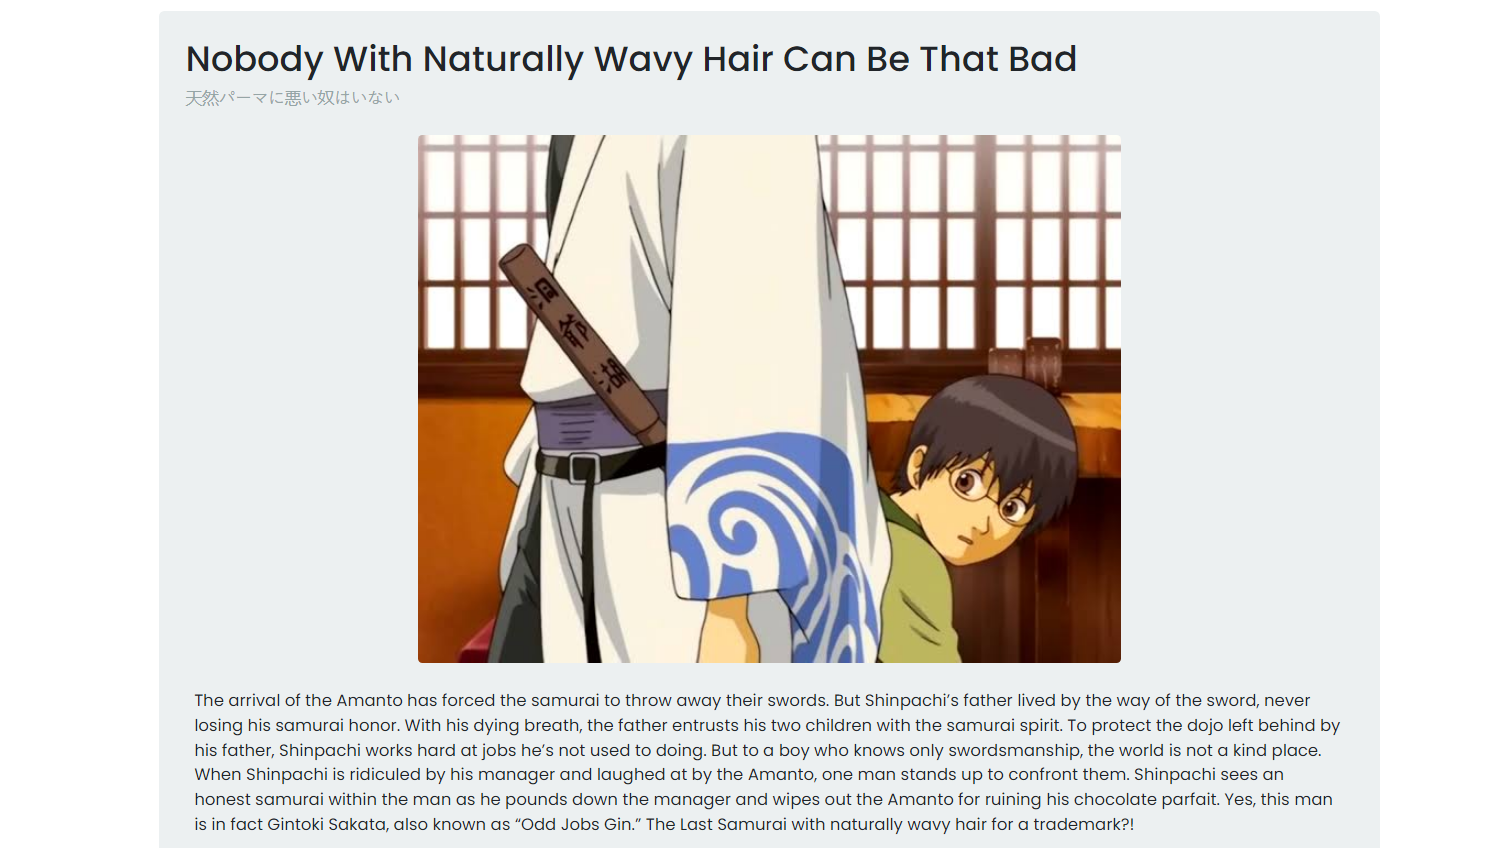 Nobody With Naturally Wavy Hair Can Be That Bad
天然パーマに悪い奴はいない
洞
爺
湖
The arrival of the Amanto has forced the samurai to throw away their swords. But Shinpachi’s father lived by the way of the sword, never
losing his samurai honor. With his dying breath, the father entrusts his two children with the samurai spirit. To protect the dojo left behind by
his father, Shinpachi works hard at jobs he’s not used to doing. But to a boy who knows only swordsmanship, the world is not a kind place.
When Shinpachi is ridiculed by his manager and laughed at by the Amanto, one man stands up to confront them. Shinpachi sees an
honest samurai within the man as he pounds down the manager and wipes out the Amanto for ruining his chocolate parfait. Yes, this man
is in fact Gintoki Sakata, also known as “Odd Jobs Gin.” The Last Samurai with naturally wavy hair for a trademark?!